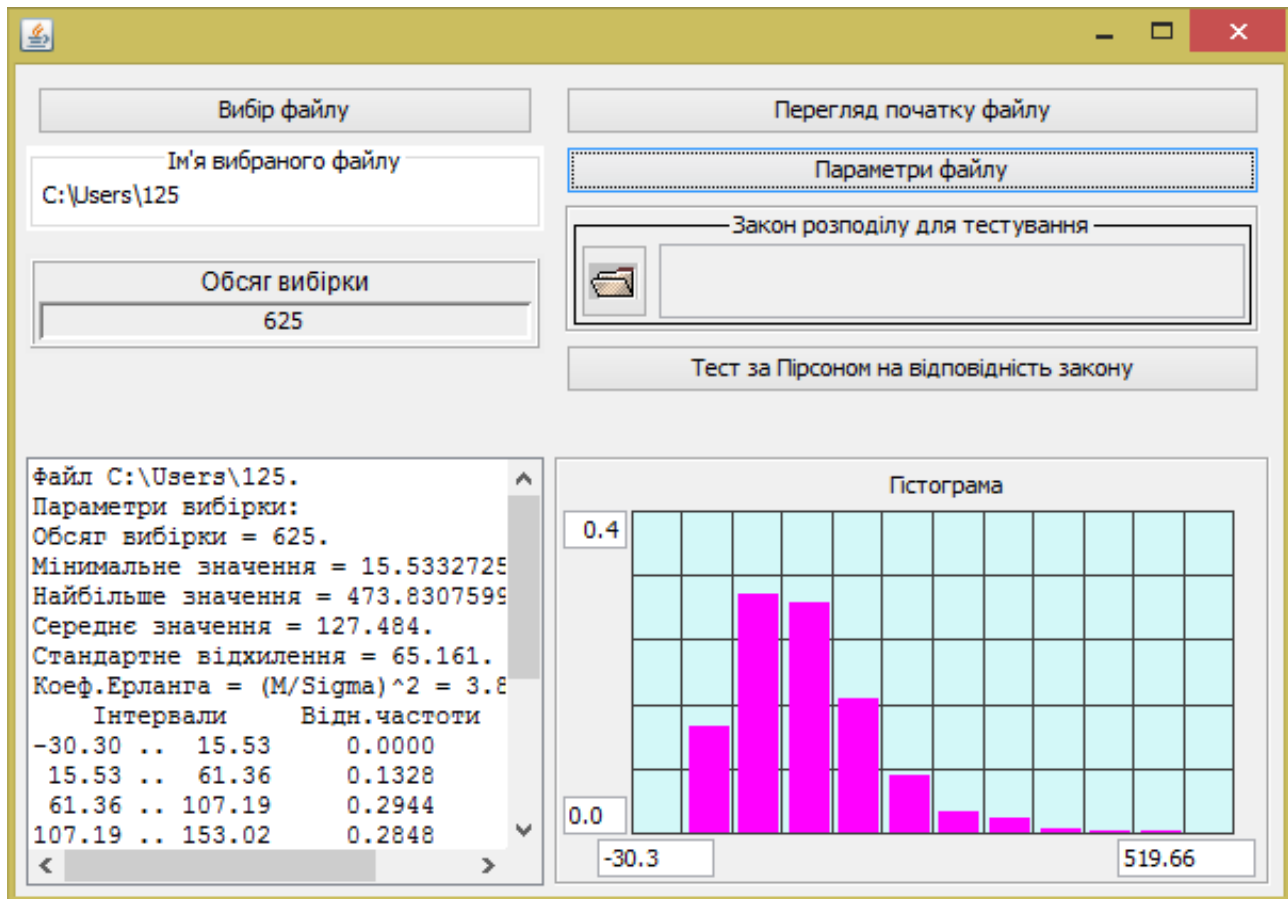 Вибір файлу
Ім'я вибраного файлу
C:\Users\125
Обсяг вибірки
625
Перегляд початку файлу
Параметри файлу
Закон розподілу для тестування
Тест за Пірсоном на відповідність закону
Файл C:\Users\125.
Параметри вибірки:
Обсяг вибірки = 625.
Мінимальне значення = 15.5332725
Найбільше значення = 473.8307599
Середнє значення = 127.484.
Стандартне відхилення = 65.161.
Коеф.Ерланга = (M/Sigma)^2 = 3.8
Інтервали Відн.частоти
-30.30 .. 15.53 0.0000
15.53 .. 61.36 0.1328
61.36 .. 107.19 0.2944
107.19 .. 153.02 0.2848
Гістограма
0.4
0.0
-30.3
519.66